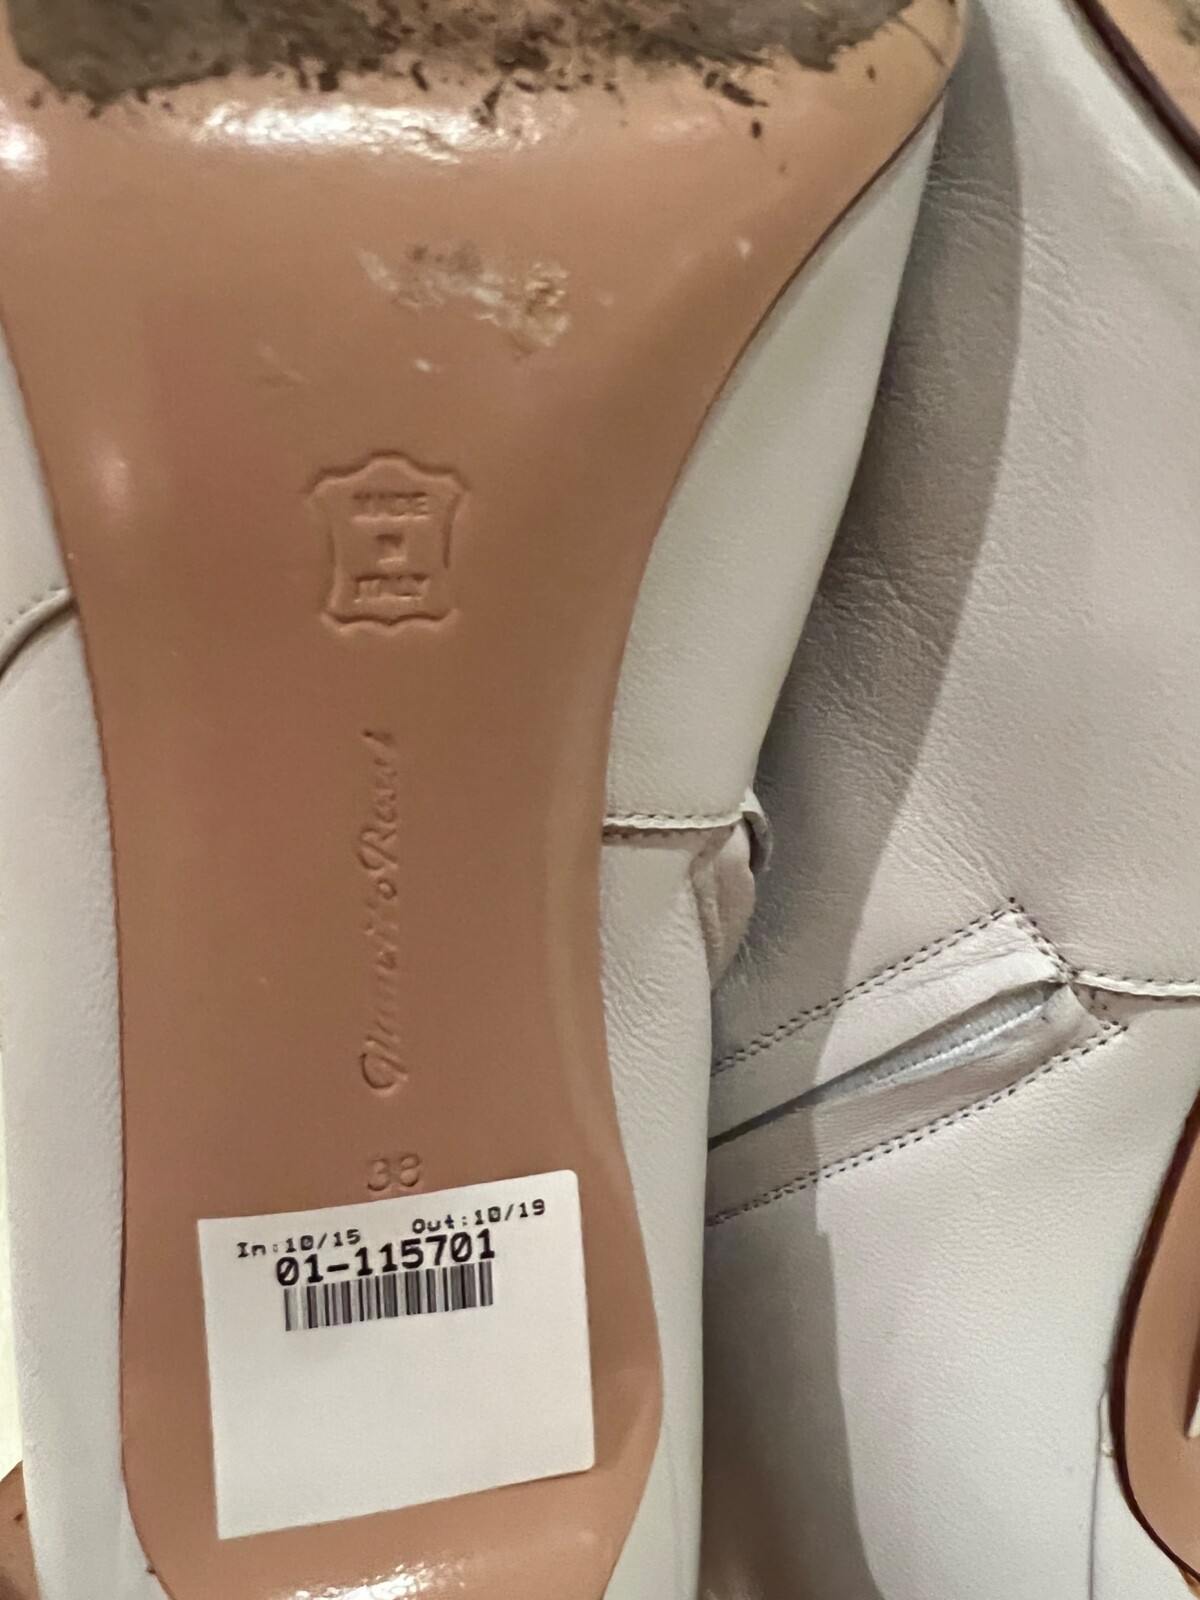 MADE
IN
ITALY
Gianvito Rossi
38
In:10/15 Out:10/19
01-115701